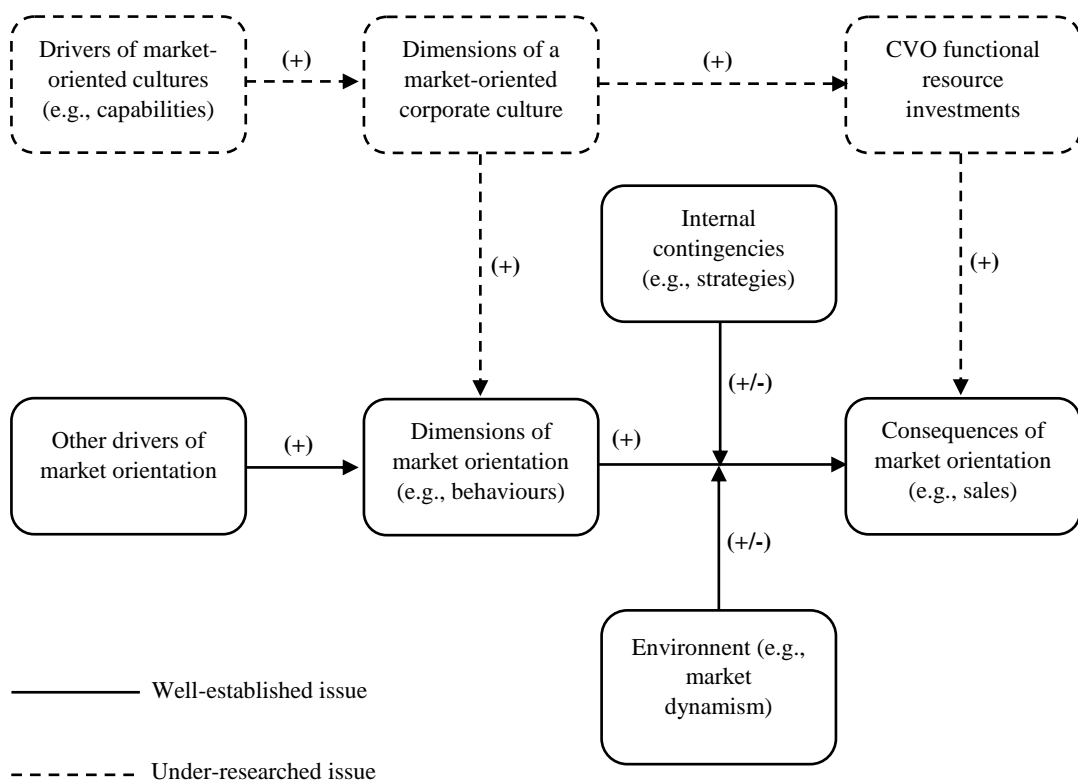 Drivers of market-
oriented cultures
(e.g., capabilities)
(+)
Dimensions of a
market-oriented
corporate culture
(+)
CVO functional
resource
investments
(+)
Internal
contingencies
(e.g., strategies)
(+)
(+/-)
Other drivers of
market orientation
(+)
Dimensions of
market orientation
(e.g., behaviours)
(+)
Consequences of
market orientation
(e.g., sales)
(+/-)
Environnent (e.g.,
market
dynamism)
Well-established issue
Under-researched issue